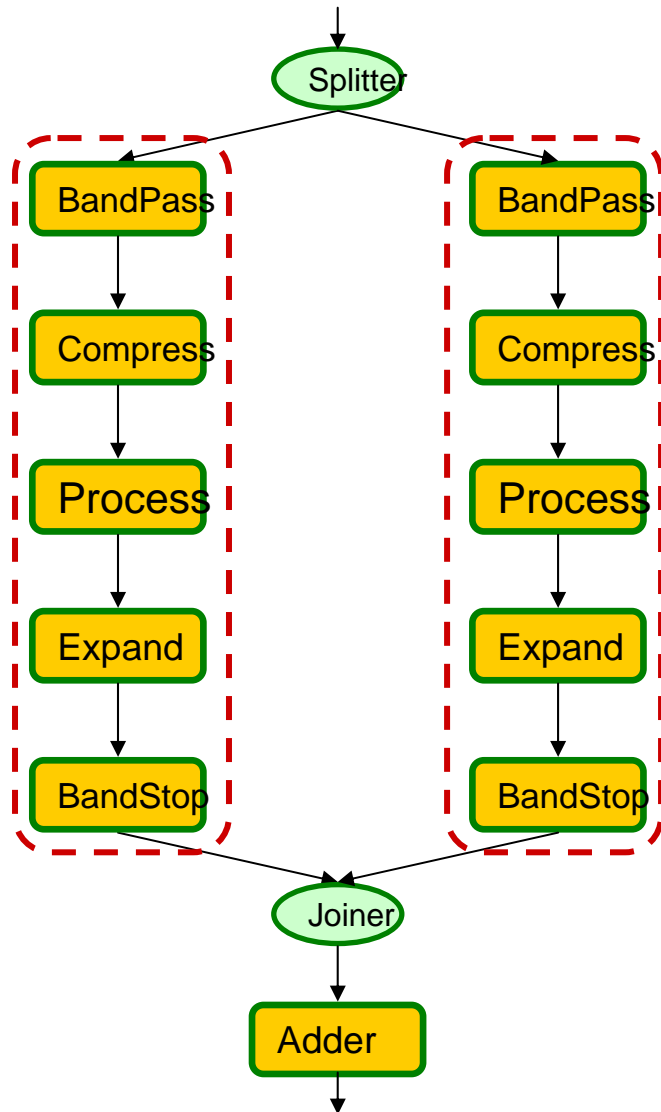 Splitter
BandPass
BandPass
Compress
Compress
Process
Process
Expand
Expand
BandStop
BandStop
Joiner
Adder